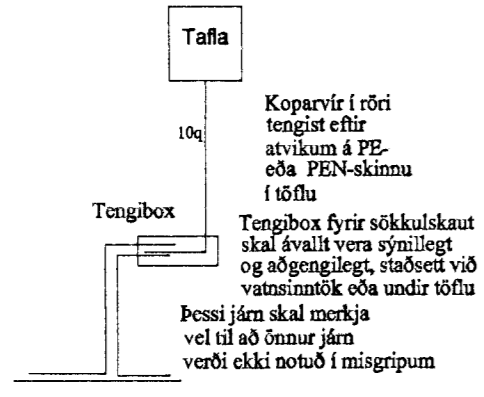 Tafla
Koparvír í röri
tengist eftir
atvikum á PE-
eða PEN-skinnu
í töflu
10q
Tengibox
Tengibox fyrir sökkulskaut
skal ávallt vera sýnillegt
og aðgengilegt, staðsett við
vatnsinntök eða undir töflu
Þessi járn skal merkja
vel til að önnur járn
verði ekki notuð í misgripum